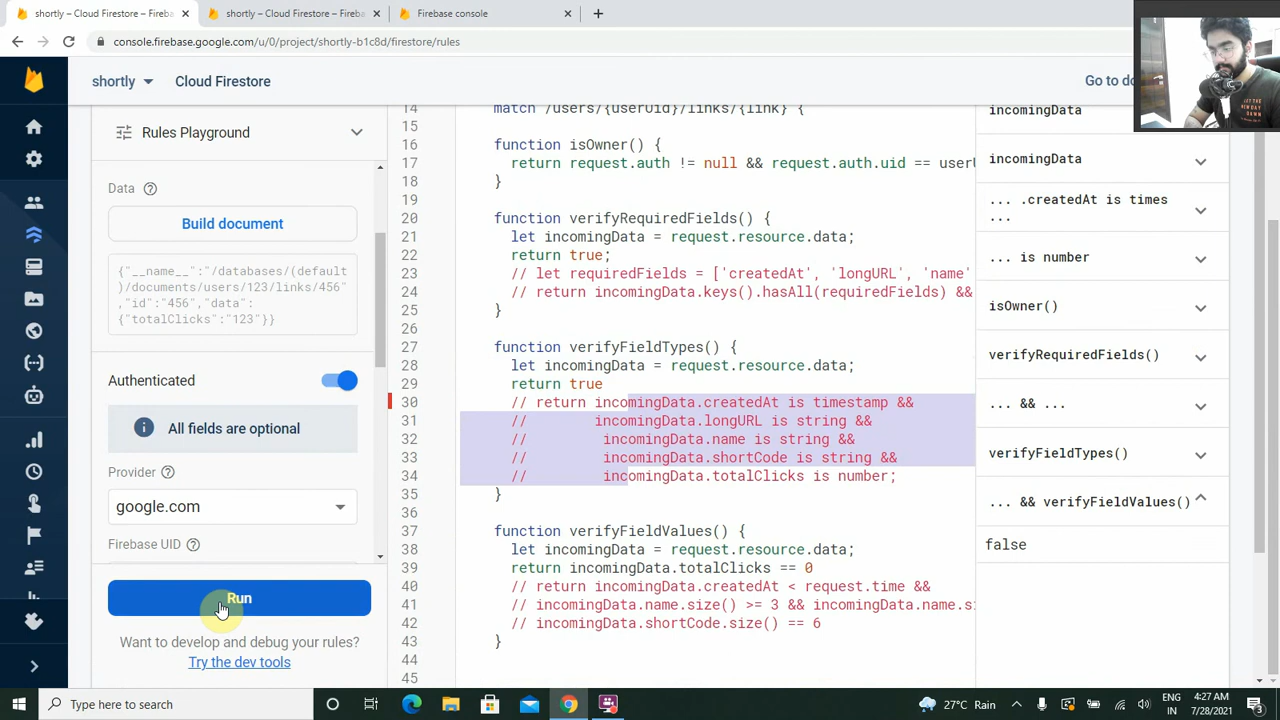 shortly – Cloud Firestore – Fireb
shortly – Cloud Firestore – Fireba
Firebase console
console.firebase.google.com/u/0/project/shortly-b1c8d/firestore/rules
shortly
Cloud Firestore
Go to do
Rules Playground
Data
Build document
{"__name__":"/databases/(default
)/documents/users/123/links/456"
,"id":"456","data":
{"totalClicks":"123"}}
Authenticated
All fields are optional
Provider
google.com
Firebase UID
Run
Want to develop and debug your rules?
Try the dev tools
14 match /users/{userUid}/links/{link} {
15
16 function isOwner() {
17 return request.auth != null && request.auth.uid == userU
18 }
19
20 function verifyRequiredFields() {
21 let incomingData = request.resource.data;
22 return true;
23 // let requiredFields = ['createdAt', 'longURL', 'name'
24 // return incomingData.keys().hasAll(requiredFields) &&
25 }
26
27 function verifyFieldTypes() {
28 let incomingData = request.resource.data;
29 return true
30 // return incomingData.createdAt is timestamp &&
31 // incomingData.longURL is string &&
32 // incomingData.name is string &&
33 // incomingData.shortCode is string &&
34 // incomingData.totalClicks is number;
35 }
36
37 function verifyFieldValues() {
38 let incomingData = request.resource.data;
39 return incomingData.totalClicks == 0
40 // return incomingData.createdAt < request.time &&
41 // incomingData.name.size() >= 3 && incomingData.name.si
42 // incomingData.shortCode.size() == 6
43 }
44
45
incomingData
incomingData
... .createdAt is times
...
... is number
isOwner()
verifyRequiredFields()
... && ...
verifyFieldTypes()
... && verifyFieldValues()
false
Type here to search
27°C Rain
ENG
IN
4:27 AM
7/28/2021
3